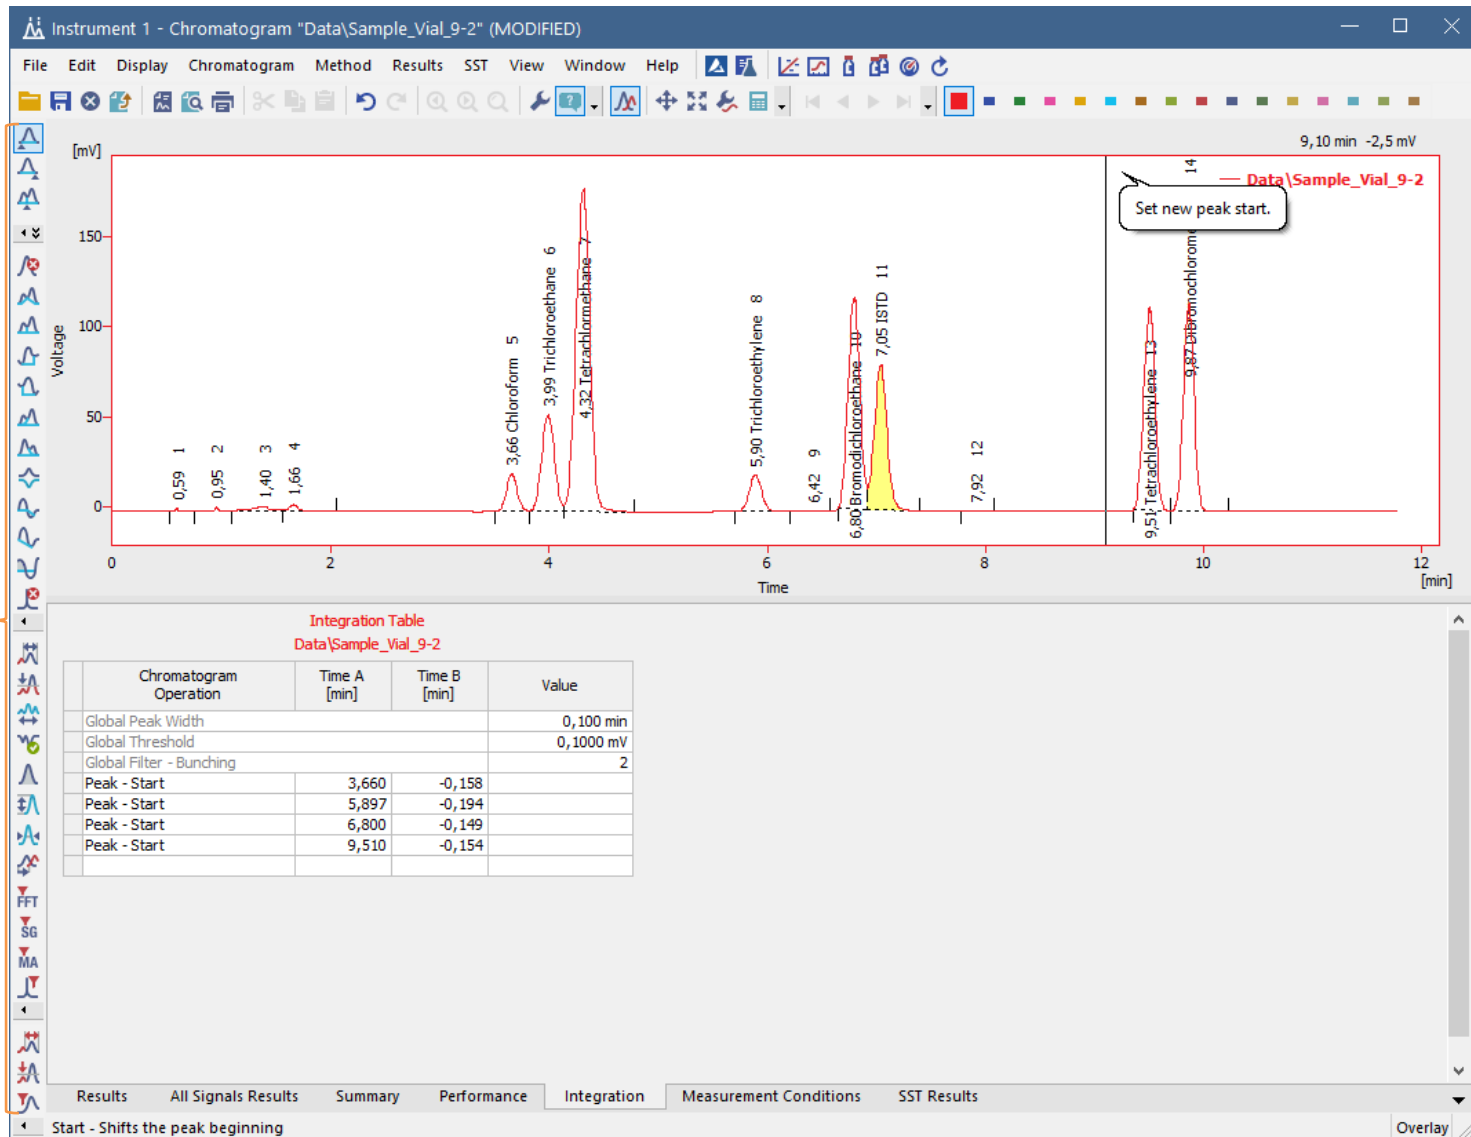 Instrument 1 - Chromatogram "Data\Sample_Vial_9-2" (MODIFIED)
File Edit Display Chromatogram Method Results SST View Window Help
9,10 min -2,5 mV
[mV]
Data\Sample_Vial_9-2
Set new peak start.
150
100
50
0
Voltage
0,59 1
0,95 2
1,40 3
1,66 4
3,66 Chloroform 5
3,99 Trichloroethane 6
4,32 Tetrachlormethane 7
5,90 Trichloroethylene 8
6,42 9
6,80 Bromodichloroethane 10
7,05 ISTD 11
7,92 12
9,51 Tetrachloroethylene 13
9,87 Dibromochlorome 14
0 2 4 6 8 10 12
Time
[min]
Integration Table
Data\Sample_Vial_9-2
Chromatogram Operation Time A [min] Time B [min] Value
Global Peak Width 0,100 min
Global Threshold 0,1000 mV
Global Filter - Bunching 2
Peak - Start 3,660 -0,158
Peak - Start 5,897 -0,194
Peak - Start 6,800 -0,149
Peak - Start 9,510 -0,154
FFT
SG
MA
Results All Signals Results Summary Performance Integration Measurement Conditions SST Results
Start - Shifts the peak beginning
Overlay